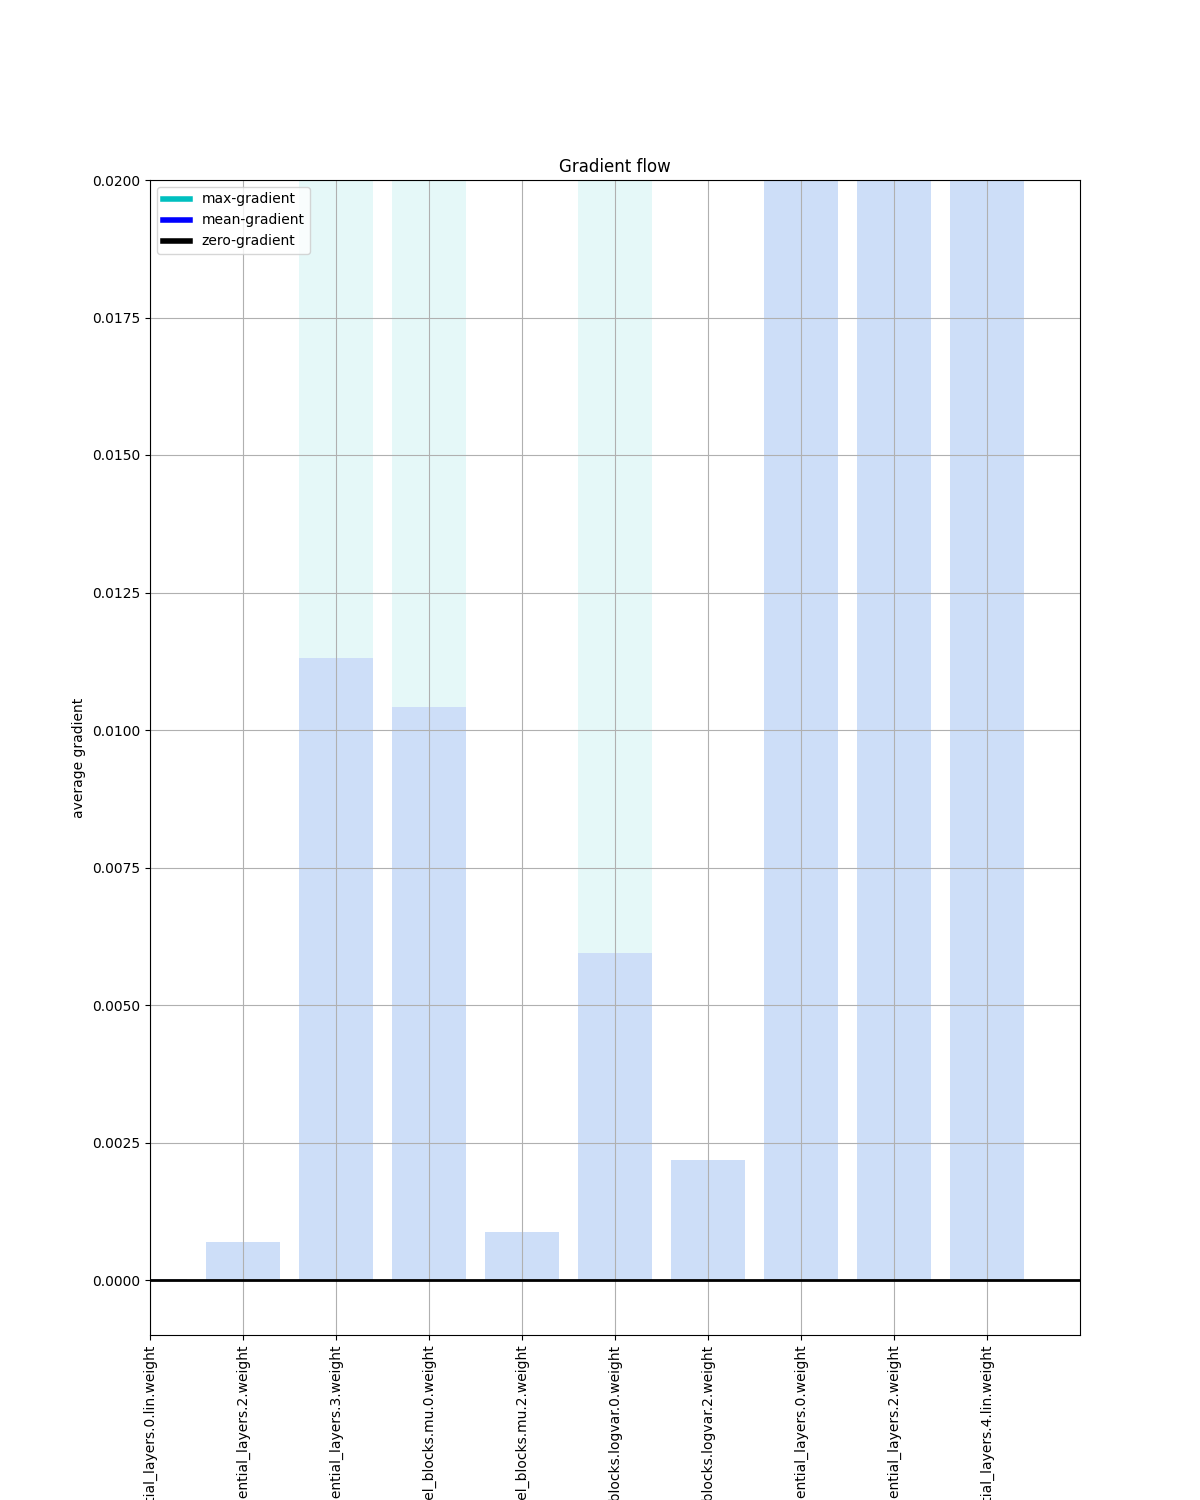 Gradient flow
max-gradient
mean-gradient
zero-gradient
0.0200
0.0175
0.0150
0.0125
0.0100
0.0075
0.0050
0.0025
0.0000
average gradient
tial_layers.0.lin.weight
ential_layers.2.weight
ential_layers.3.weight
el_blocks.mu.0.weight
el_blocks.mu.2.weight
blocks.logvar.0.weight
blocks.logvar.2.weight
ential_layers.0.weight
ential_layers.2.weight
tial_layers.4.lin.weight